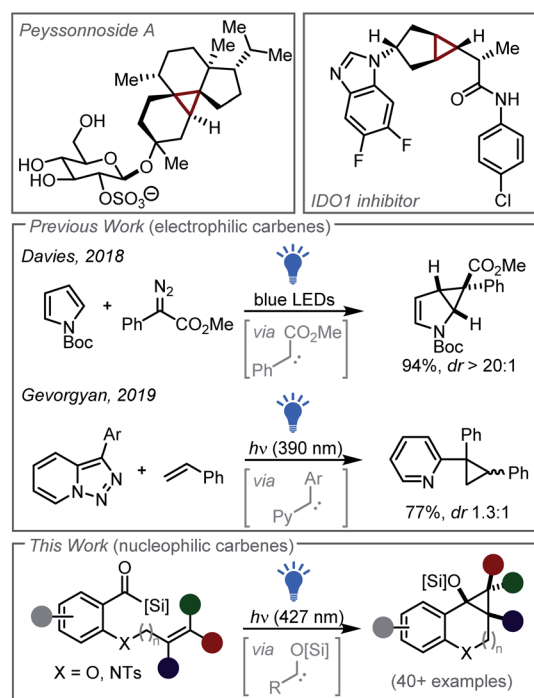 Peyssonnoside A
Me
Me
H
OH
HO
HO
O
O
Me
OSO₃⊖
H
H
Me
N
N
O
NH
F
F
Cl
IDO1 inhibitor
Previous Work (electrophilic carbenes)
Davies, 2018
N
Boc
+
N₂
Ph
CO₂Me
blue LEDs
via
CO₂Me
Ph
H
CO₂Me
Ph
N
H
Boc
94%, dr > 20:1
Gevorgyan, 2019
Ar
N
N
N
+
Ph
hν (390 nm)
via
Ar
Py
Ph
Ph
N
77%, dr 1.3:1
This Work (nucleophilic carbenes)
O
[Si]
X
( )n
X = O, NTs
hν (427 nm)
via
O[Si]
R
[Si]O
X
( )n
(40+ examples)